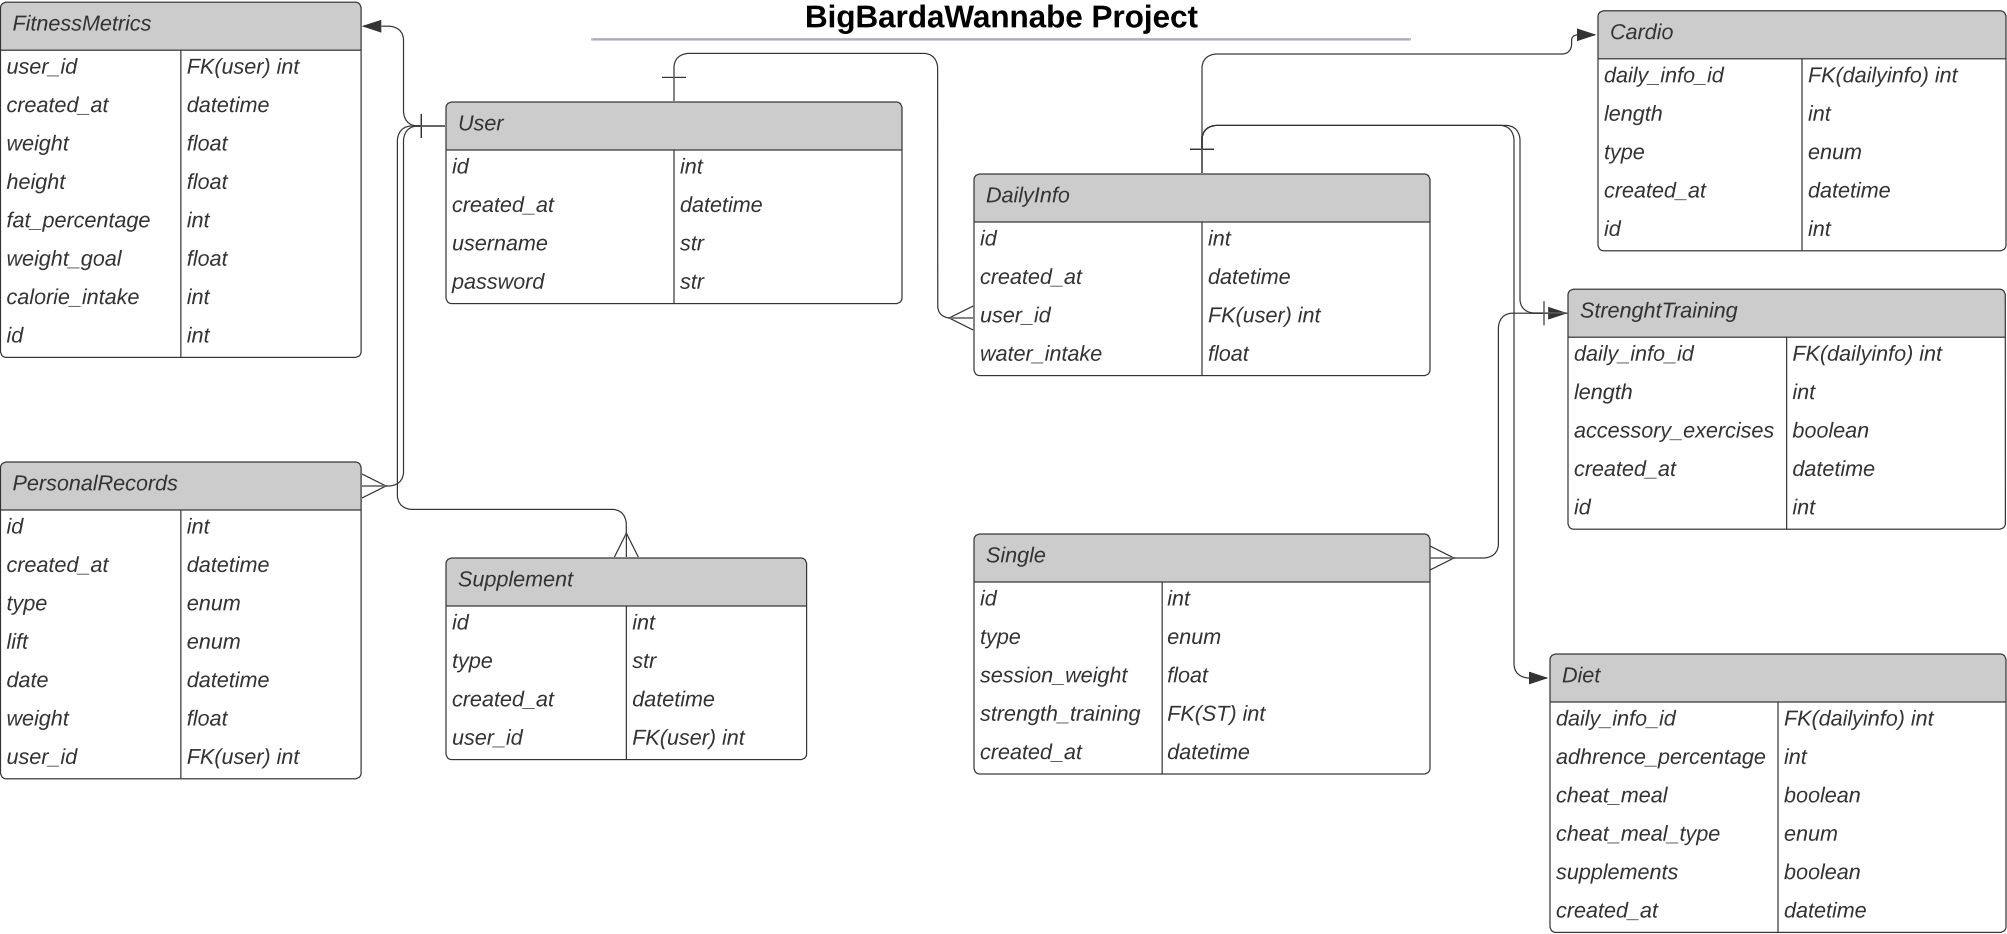 BigBardaWannabe Project
FitnessMetrics
user_id FK(user) int
created_at datetime
weight float
height float
fat_percentage int
weight_goal float
calorie_intake int
id int
User
id int
created_at datetime
username str
password str
DailyInfo
id int
created_at datetime
user_id FK(user) int
water_intake float
Cardio
daily_info_id FK(dailyinfo) int
length int
type enum
created_at datetime
id int
StrenghtTraining
daily_info_id FK(dailyinfo) int
length int
accessory_exercises boolean
created_at datetime
id int
PersonalRecords
id int
created_at datetime
type enum
lift enum
date datetime
weight float
user_id FK(user) int
Supplement
id int
type str
created_at datetime
user_id FK(user) int
Single
id int
type enum
session_weight float
strength_training FK(ST) int
created_at datetime
Diet
daily_info_id FK(dailyinfo) int
adhrence_percentage int
cheat_meal boolean
cheat_meal_type enum
supplements boolean
created_at datetime